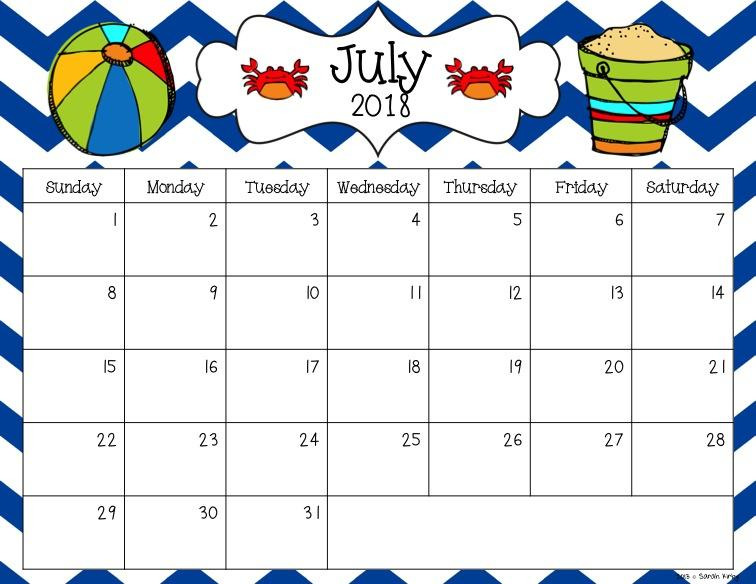 July
2018
Sunday Monday Tuesday Wednesday Thursday Friday Saturday
1 2 3 4 5 6 7
8 9 10 11 12 13 14
15 16 17 18 19 20 21
22 23 24 25 26 27 28
29 30 31
© Sarah